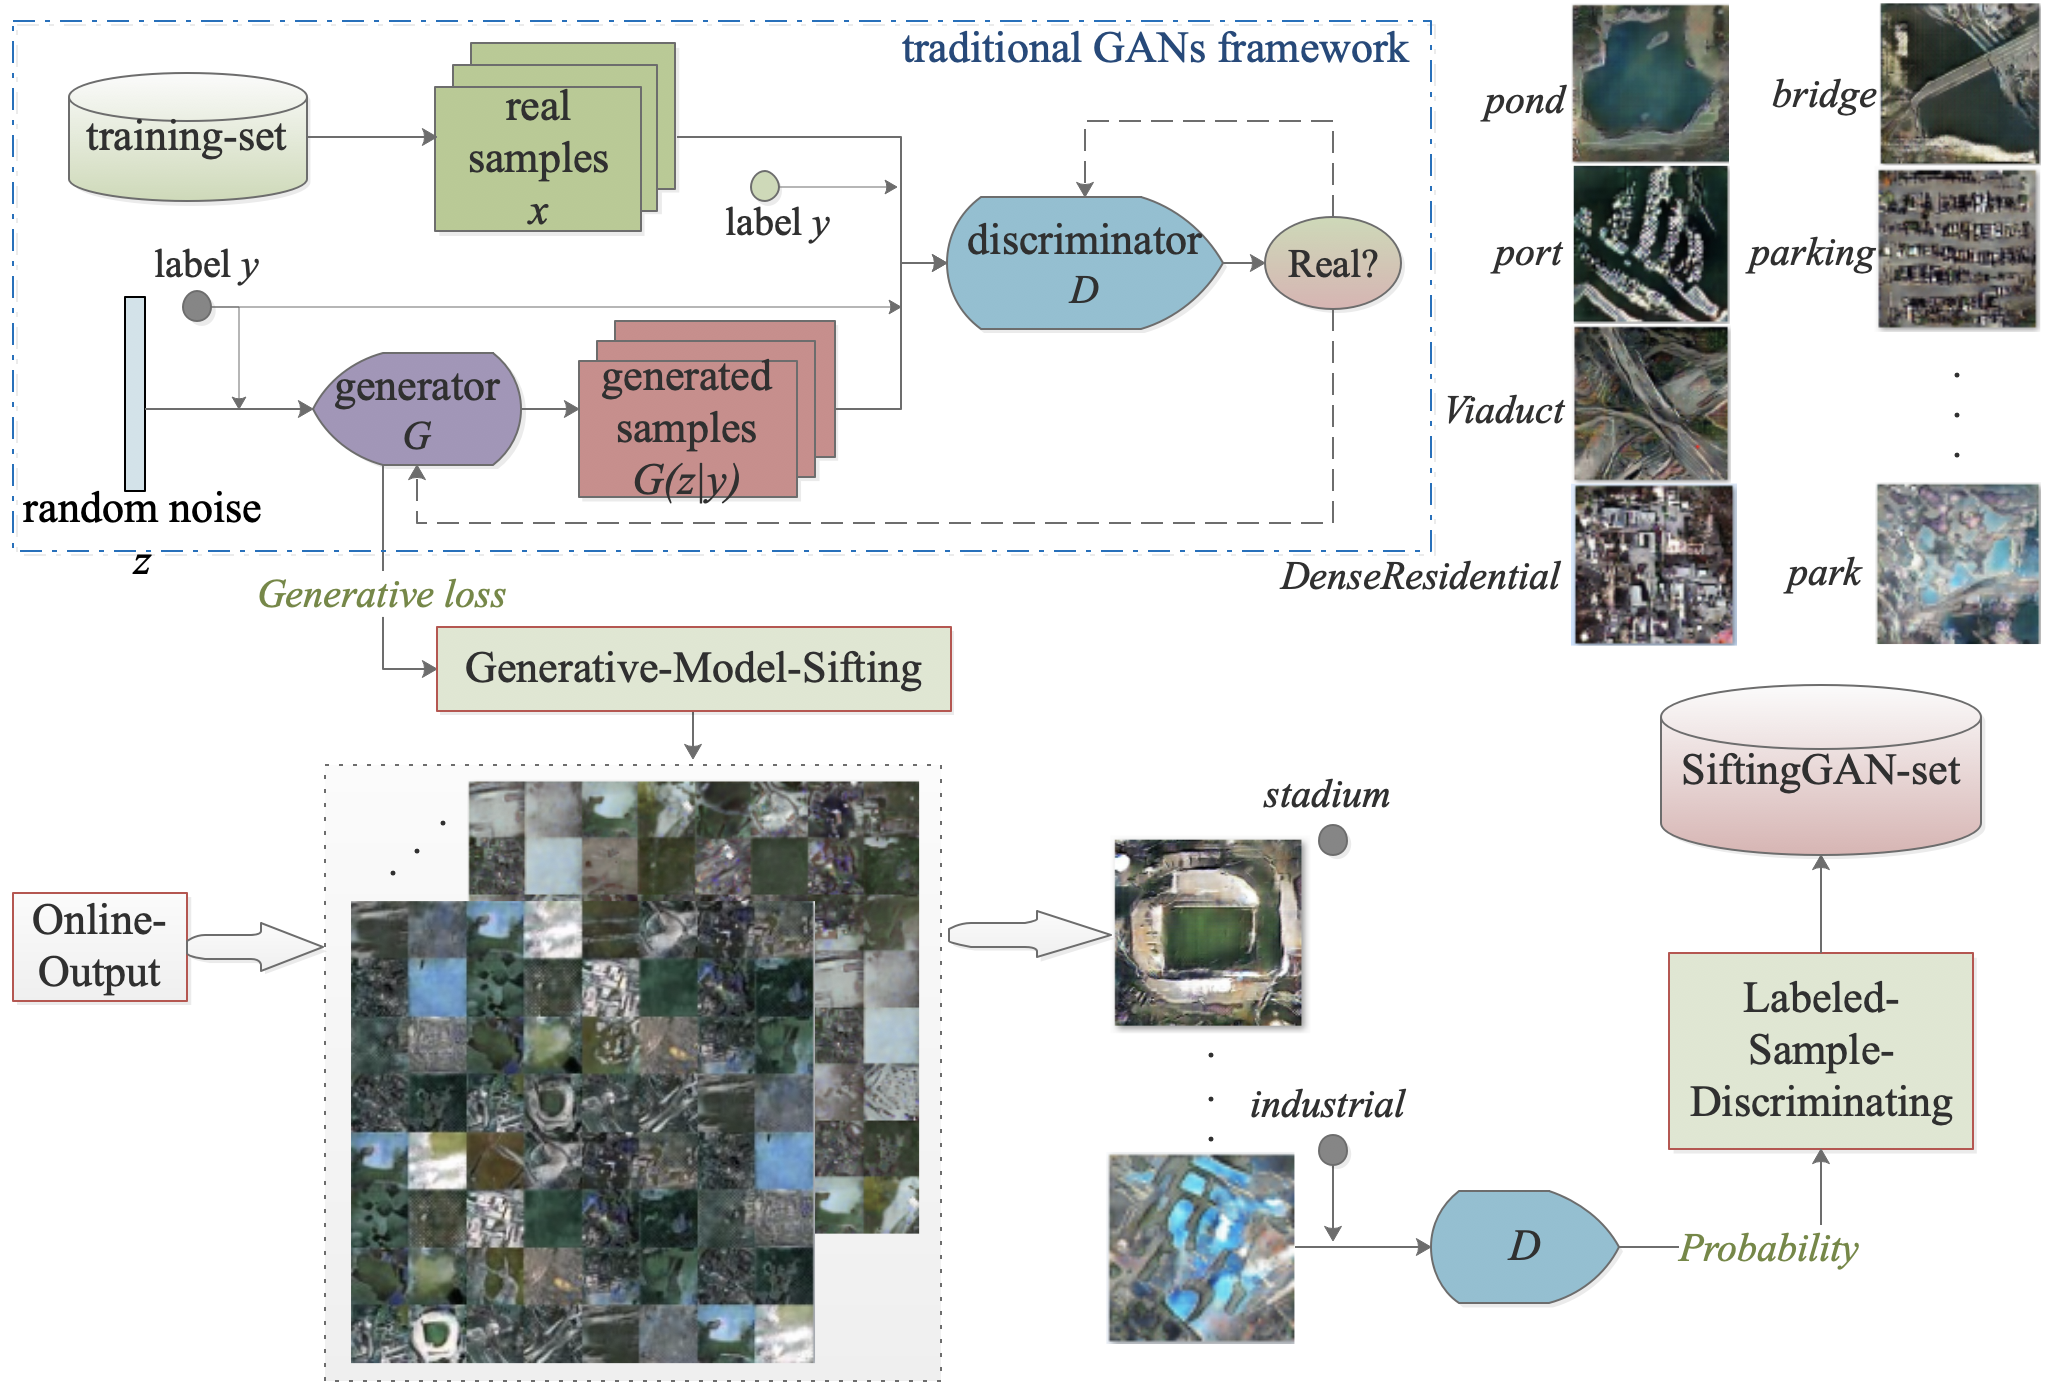 traditional GANs framework
training-set
real
samples
x
label y
label y
discriminator
D
Real?
generator
G
generated
samples
G(z|y)
random noise
z
pond
bridge
port
parking
Viaduct
DenseResidential
park
Generative loss
Generative-Model-Sifting
Online-
Output
stadium
industrial
D
Probability
Labeled-
Sample-
Discriminating
SiftingGAN-set